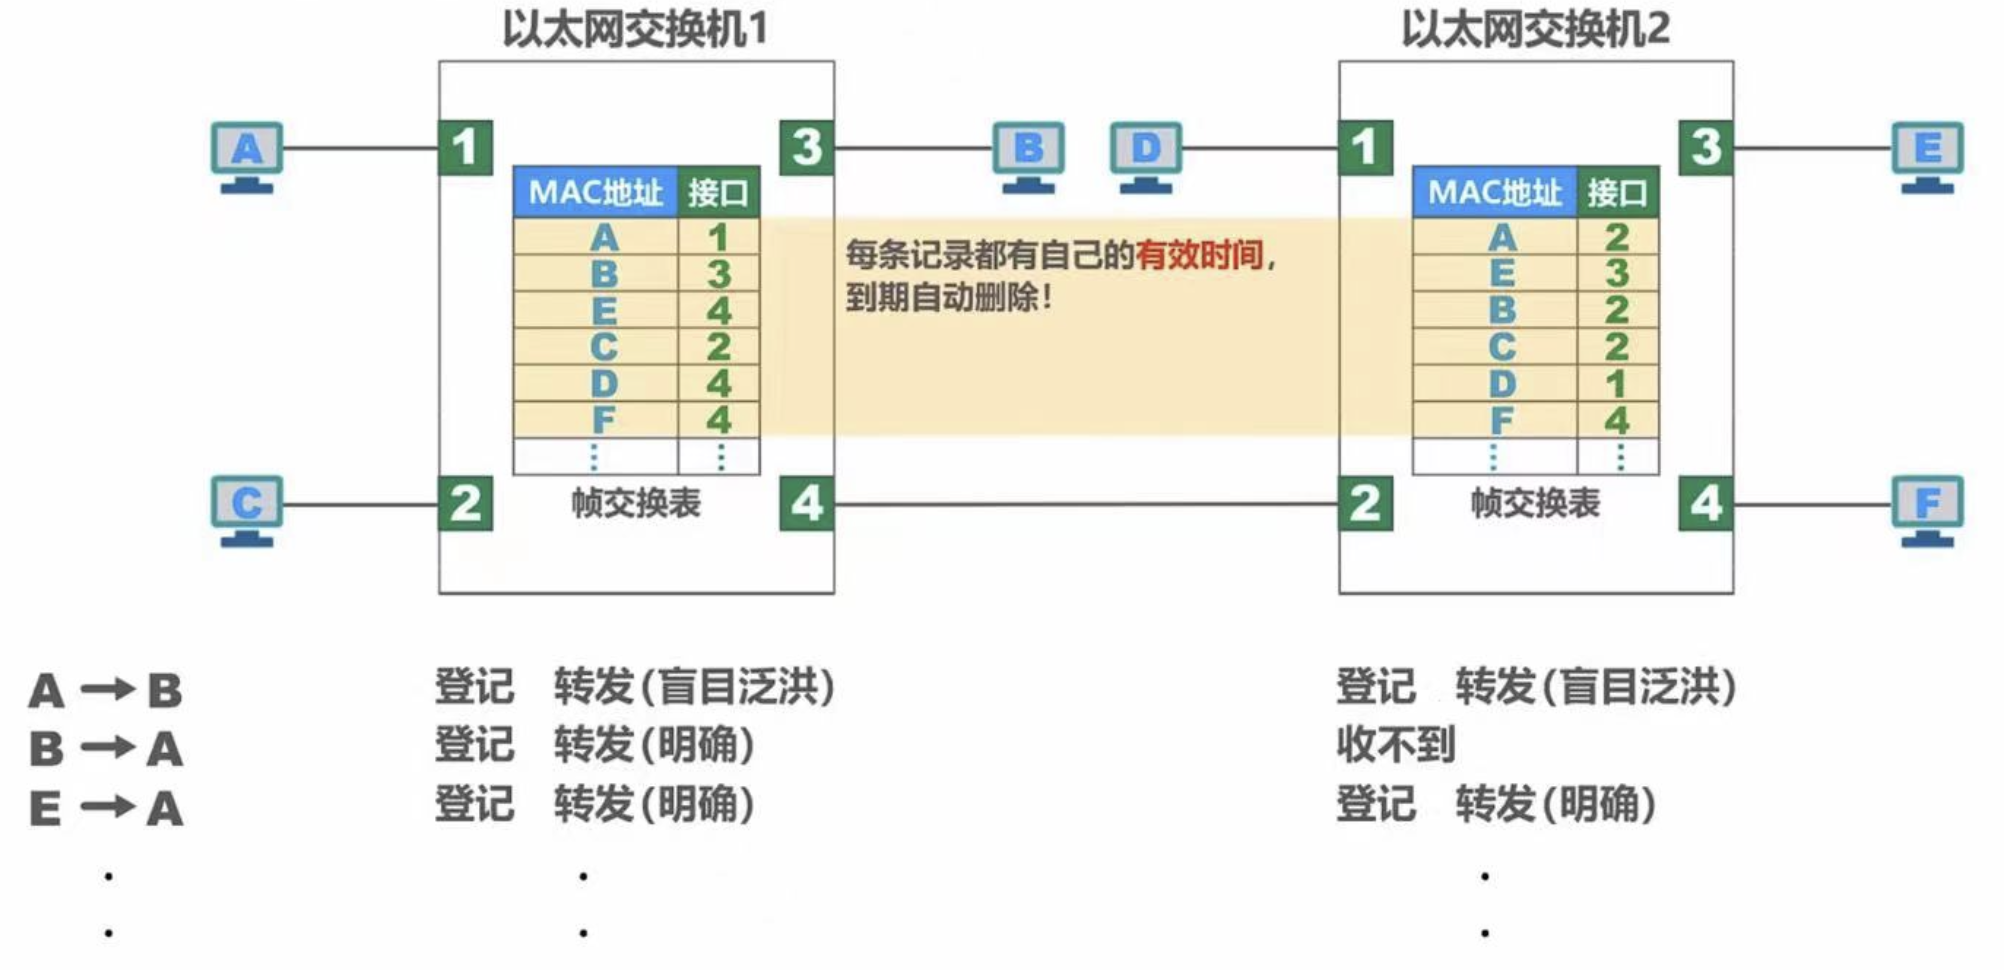 以太网交换机1
以太网交换机2
A
1
3
B
D
1
3
E
MAC地址 接口
A 1
B 3
E 4
C 2
D 4
F 4
⋮ ⋮
帧交换表
每条记录都有自己的有效时间，
到期自动删除！
MAC地址 接口
A 2
E 3
B 2
C 2
D 1
F 4
⋮ ⋮
帧交换表
C
2
4
2
4
F
A → B 登记 转发(盲目泛洪) 登记 转发(盲目泛洪)
B → A 登记 转发(明确) 收不到
E → A 登记 转发(明确) 登记 转发(明确)
· · ·
· · ·